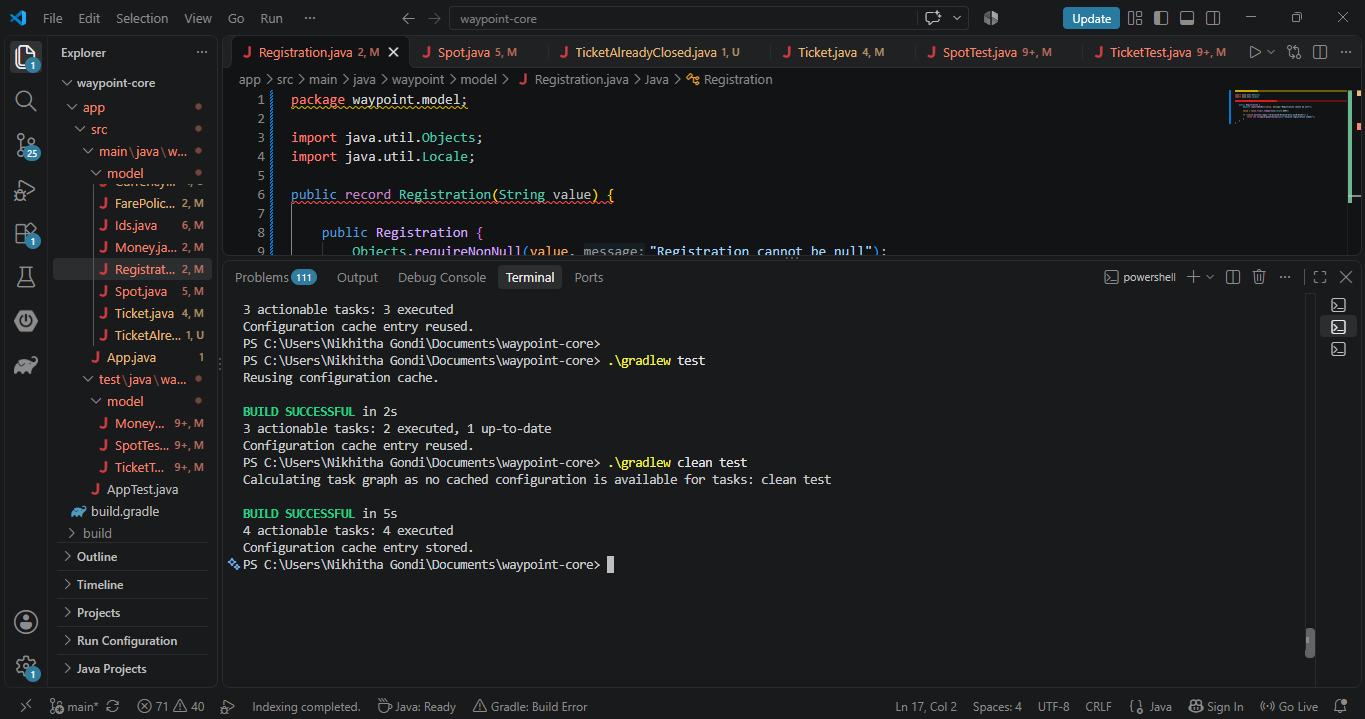 File Edit Selection View Go Run ··· waypoint-core Update
Explorer ···
waypoint-core
app
src
main\java\w...
model
FarePolic... 2, M
Ids.java 6, M
Money.ja... 2, M
Registrat... 2, M
Spot.java 5, M
Ticket.java 4, M
TicketAlre... 1, U
App.java 1
test\java\wa...
model
Money... 9+, M
SpotTes... 9+, M
TicketT... 9+, M
AppTest.java
build.gradle
build
Outline
Timeline
Projects
Run Configuration
Java Projects
1
25
1
1
Registration.java 2, M Spot.java 5, M TicketAlreadyClosed.java 1, U Ticket.java 4, M SpotTest.java 9+, M TicketTest.java 9+, M
app > src > main > java > waypoint > model > Registration.java > Java > Registration
1 package waypoint.model;
2
3 import java.util.Objects;
4 import java.util.Locale;
5
6 public record Registration(String value) {
7
8 public Registration {
9 Objects.requireNonNull(value, message:"Registration cannot be null");
Problems 111 Output Debug Console Terminal Ports powershell
3 actionable tasks: 3 executed
Configuration cache entry reused.
PS C:\Users\Nikhitha Gondi\Documents\waypoint-core>
PS C:\Users\Nikhitha Gondi\Documents\waypoint-core> .\gradlew test
Reusing configuration cache.
BUILD SUCCESSFUL in 2s
3 actionable tasks: 2 executed, 1 up-to-date
Configuration cache entry reused.
PS C:\Users\Nikhitha Gondi\Documents\waypoint-core> .\gradlew clean test
Calculating task graph as no cached configuration is available for tasks: clean test
BUILD SUCCESSFUL in 5s
4 actionable tasks: 4 executed
Configuration cache entry stored.
PS C:\Users\Nikhitha Gondi\Documents\waypoint-core>
main* 71 40 Indexing completed. Java: Ready Gradle: Build Error Ln 17, Col 2 Spaces: 4 UTF-8 CRLF {} Java Sign In Go Live